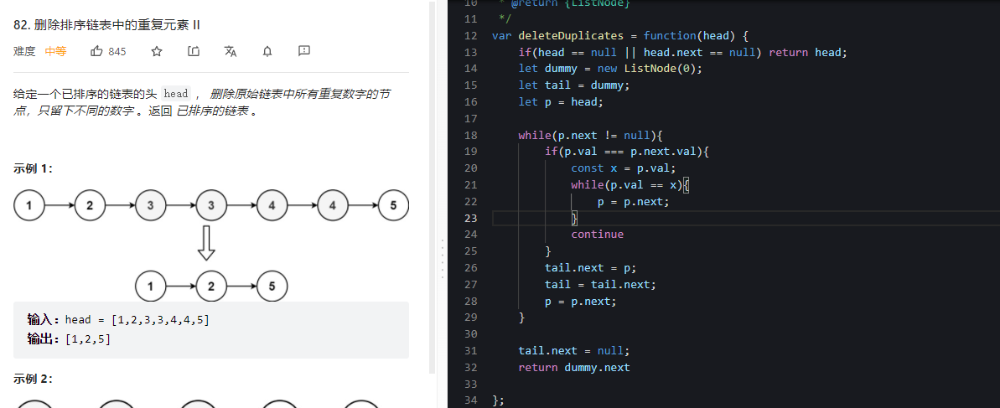 82. 删除排序链表中的重复元素 II
难度 中等 845
给定一个已排序的链表的头 head ， 删除原始链表中所有重复数字的节
点，只留下不同的数字 。返回 已排序的链表 。
示例 1：
1 2 3 3 4 4 5
1 2 5
输入：head = [1,2,3,3,4,4,5]
输出：[1,2,5]
示例 2：
10 * @return {ListNode}
11 */
12 var deleteDuplicates = function(head) {
13 if(head == null || head.next == null) return head;
14 let dummy = new ListNode(0);
15 let tail = dummy;
16 let p = head;
17
18 while(p.next != null){
19 if(p.val === p.next.val){
20 const x = p.val;
21 while(p.val == x){
22 p = p.next;
23 }
24 continue
25 }
26 tail.next = p;
27 tail = tail.next;
28 p = p.next;
29 }
30
31 tail.next = null;
32 return dummy.next
33
34 };